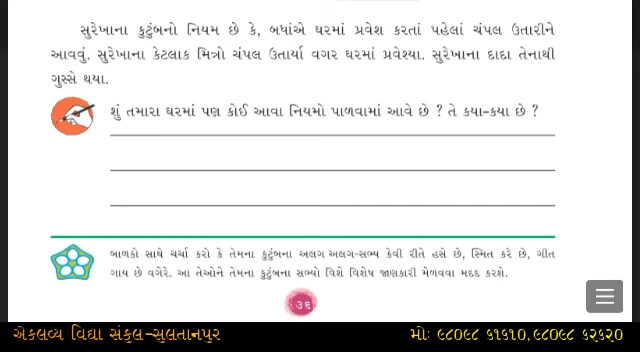 સુરેખાના કુટુંબનો નિયમ છે કે, બધાંએ ઘરમાં પ્રવેશ કરતાં પહેલાં ચંપલ ઉતારીને
આવવું. સુરેખાના કેટલાક મિત્રો ચંપલ ઉતાર્યા વગર ઘરમાં પ્રવેશ્યા. સુરેખાના દાદા તેનાથી
ગુસ્સે થયા.
શું તમારા ઘરમાં પણ કોઈ આવા નિયમો પાળવામાં આવે છે ? તે કયા-કયા છે ?
બાળકો સાથે ચર્ચા કરો કે તેમના કુટુંબના અલગ અલગ-સભ્ય કેવી રીતે હસે છે, સ્મિત કરે છે, ગીત
ગાય છે વગેરે. આ તેઓને તેમના કુટુંબના સભ્યો વિશે વિશેષ જાણકારી મેળવવા મદદ કરશે.
૩૬
એકલવ્ય વિદ્યા સંકુલ-સુલતાનપુર મોઃ ૯૮૦૯૮ ૬૧૬૧૦,૯૮૦૯૮ ૬૨૬૨૦